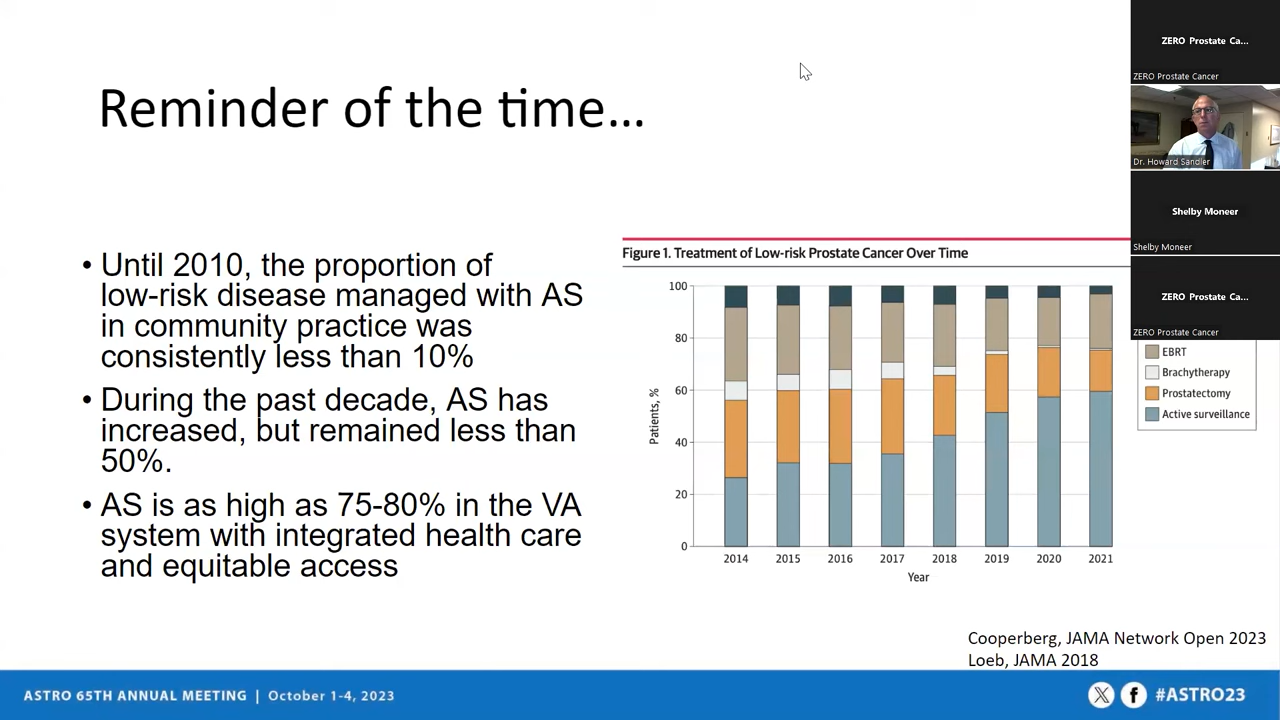 Reminder of the time...
• Until 2010, the proportion of
low-risk disease managed with AS
in community practice was
consistently less than 10%
• During the past decade, AS has
increased, but remained less than
50%.
• AS is as high as 75-80% in the VA
system with integrated health care
and equitable access
Figure 1. Treatment of Low-risk Prostate Cancer Over Time
100
80
60
40
20
0
Patients, %
2014 2015 2016 2017 2018 2019 2020 2021
Year
EBRT
Brachytherapy
Prostatectomy
Active surveillance
Cooperberg, JAMA Network Open 2023
Loeb, JAMA 2018
ASTRO 65TH ANNUAL MEETING | October 1-4, 2023
#ASTRO23
ZERO Prostate Ca...
ZERO Prostate Cancer
Dr. Howard Sandler
Shelby Moneer
Shelby Moneer
ZERO Prostate Ca...
ZERO Prostate Cancer